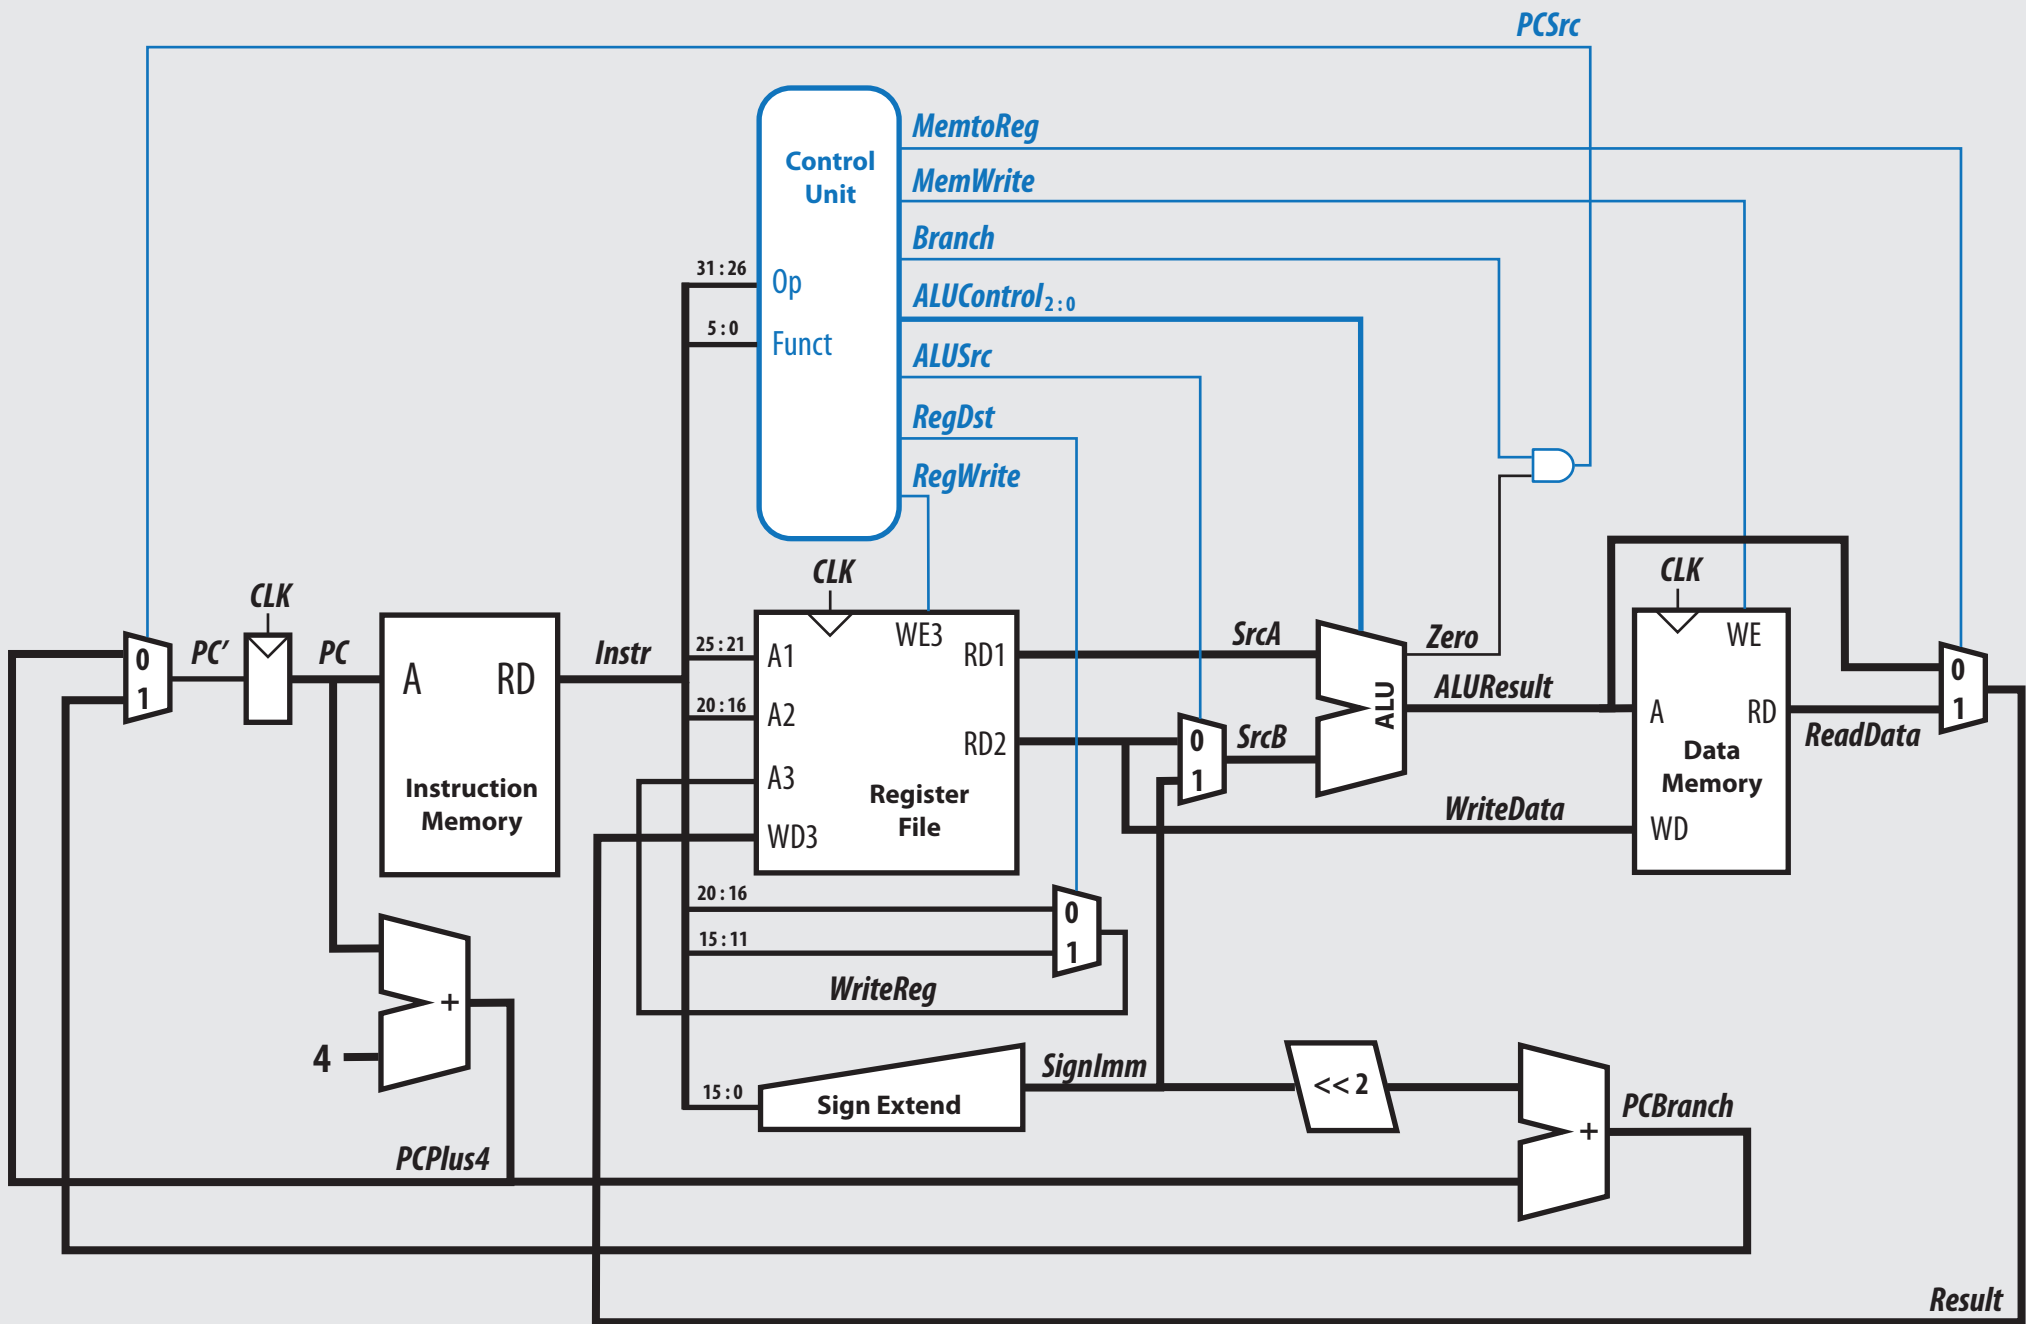 PCSrc
MemtoReg
Control
Unit
MemWrite
Branch
31:26
Op
ALUControl2:0
5:0
Funct
ALUSrc
RegDst
RegWrite
CLK
CLK
CLK
PC'
0
1
PC
A
RD
Instruction
Memory
Instr
25:21
A1
WE3
RD1
20:16
A2
RD2
A3
WD3
Register
File
SrcA
0
1
SrcB
ALU
Zero
ALUResult
WriteData
WE
A
RD
Data
Memory
WD
ReadData
0
1
20:16
0
15:11
1
WriteReg
+
4
15:0
Sign Extend
SignImm
<< 2
+
PCBranch
PCPlus4
Result